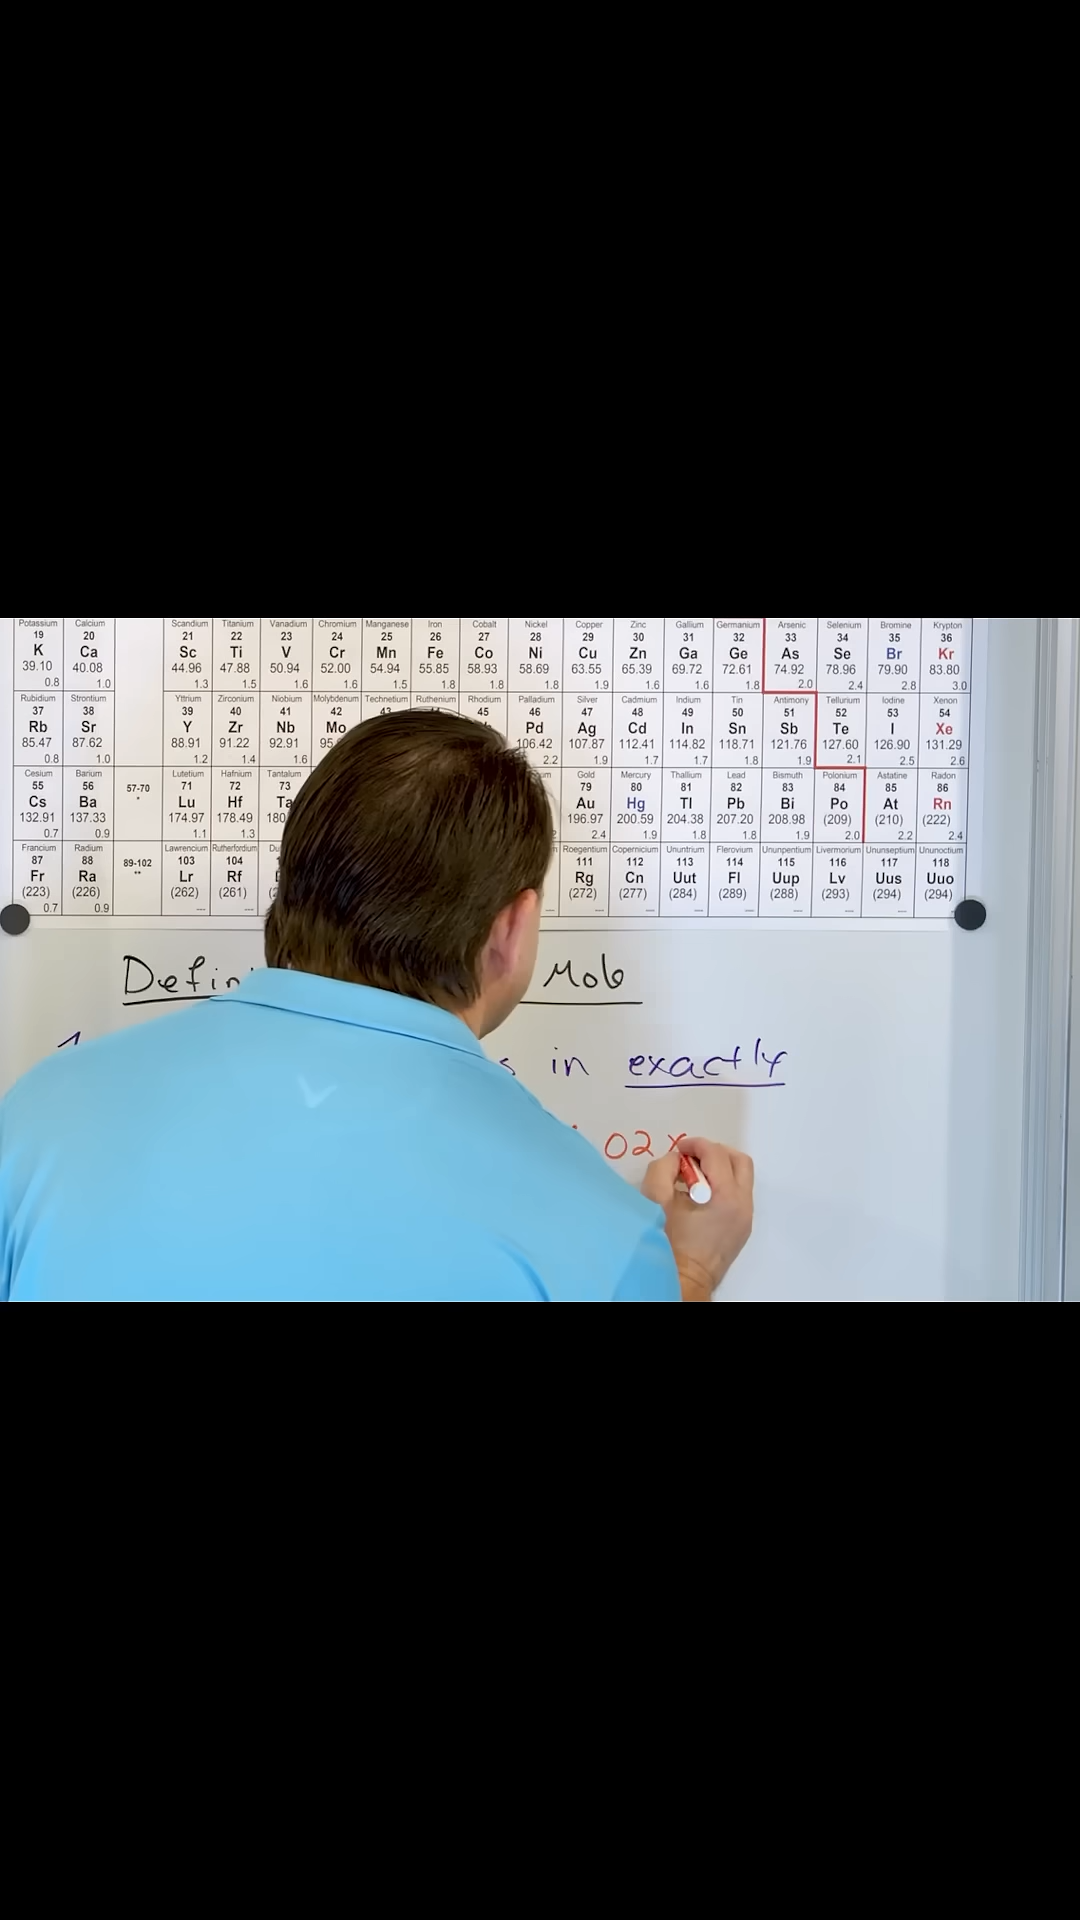 Potassium Calcium Scandium Titanium Vanadium Chromium Manganese Iron Cobalt Nickel Copper Zinc Gallium Germanium Arsenic Selenium Bromine Krypton
19 20 21 22 23 24 25 26 27 28 29 30 31 32 33 34 35 36
K Ca Sc Ti V Cr Mn Fe Co Ni Cu Zn Ga Ge As Se Br Kr
39.10 40.08 44.96 47.88 50.94 52.00 54.94 55.85 58.93 58.69 63.55 65.39 69.72 72.61 74.92 78.96 79.90 83.80
0.8 1.0 1.3 1.5 1.6 1.6 1.5 1.8 1.8 1.8 1.9 1.6 1.6 1.8 2.0 2.4 2.8 3.0
Rubidium Strontium Yttrium Zirconium Niobium Molybdenum Technetium Ruthenium Rhodium Palladium Silver Cadmium Indium Tin Antimony Tellurium Iodine Xenon
37 38 39 40 41 42 43 45 46 47 48 49 50 51 52 53 54
Rb Sr Y Zr Nb Mo Pd Ag Cd In Sn Sb Te I Xe
85.47 87.62 88.91 91.22 92.91 95 106.42 107.87 112.41 114.82 118.71 121.76 127.60 126.90 131.29
0.8 1.0 1.2 1.4 1.6 2.2 1.9 1.7 1.7 1.8 1.9 2.1 2.5 2.6
Cesium Barium Lutetium Hafnium Tantalum Gold Mercury Thallium Lead Bismuth Polonium Astatine Radon
55 56 57-70 71 72 73 79 80 81 82 83 84 85 86
Cs Ba * Lu Hf Ta Au Hg Tl Pb Bi Po At Rn
132.91 137.33 174.97 178.49 180 196.97 200.59 204.38 207.20 208.98 (209) (210) (222)
0.7 0.9 1.1 1.3 2.4 1.9 1.8 1.8 1.9 2.0 2.2 2.4
Francium Radium Lawrencium Rutherfordium Roegentium Copernicium Ununtrium Flerovium Ununpentium Livermorium Ununseptium Ununoctium
87 88 89-102 103 104 111 112 113 114 115 116 117 118
Fr Ra ** Lr Rf Rg Cn Uut Fl Uup Lv Uus Uuo
(223) (226) (262) (261) (272) (277) (284) (289) (288) (293) (294) (294)
0.7 0.9
Defin Mole
in exactly
02 x